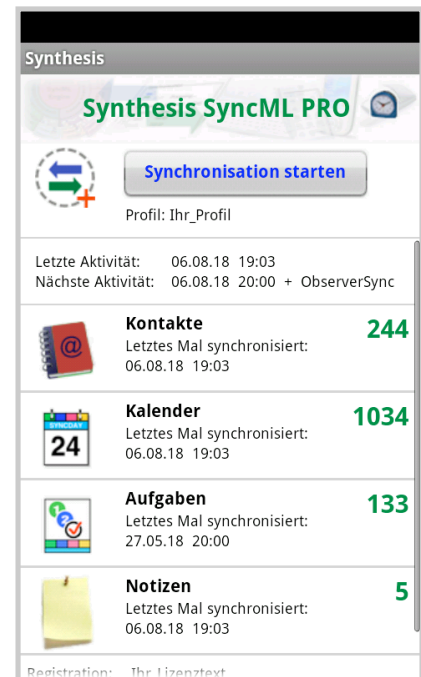 Synthesis
Synthesis SyncML PRO
Synchronisation starten
Profil: Ihr_Profil
Letzte Aktivität: 06.08.18 19:03
Nächste Aktivität: 06.08.18 20:00 + ObserverSync
@
Kontakte
244
Letztes Mal synchronisiert:
06.08.18 19:03
SYNCDAY
24
Kalender
1034
Letztes Mal synchronisiert:
06.08.18 19:03
1
2
Aufgaben
133
Letztes Mal synchronisiert:
27.05.18 20:00
Notizen
5
Letztes Mal synchronisiert:
06.08.18 19:03
Registration: Ihr Lizenztext